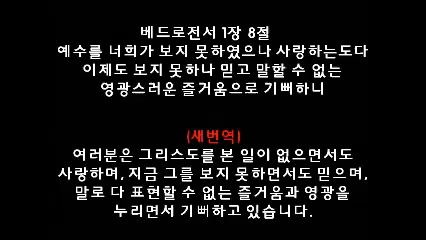 베드로전서 1장 8절
예수를 너희가 보지 못하였으나 사랑하는도다
이제도 보지 못하나 믿고 말할 수 없는
영광스러운 즐거움으로 기뻐하니
(새번역)
여러분은 그리스도를 본 일이 없으면서도
사랑하며, 지금 그를 보지 못하면서도 믿으며,
말로 다 표현할 수 없는 즐거움과 영광을
누리면서 기뻐하고 있습니다.